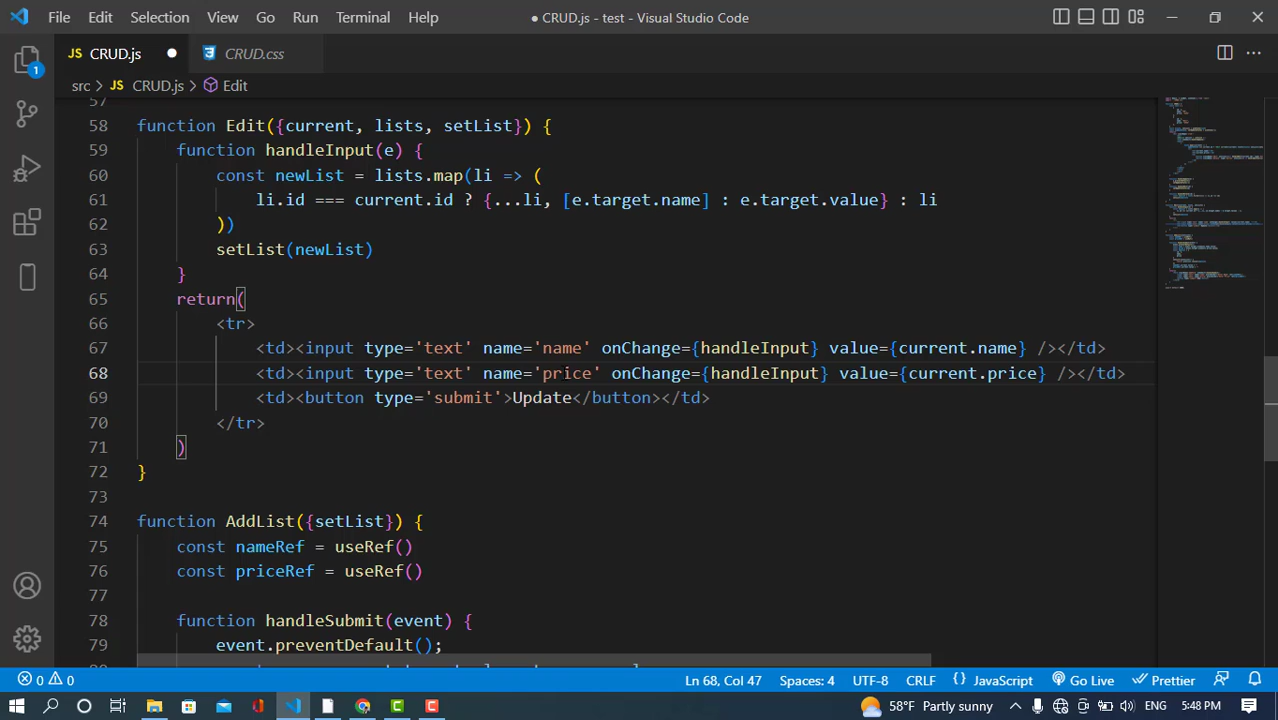 File Edit Selection View Go Run Terminal Help ● CRUD.js - test - Visual Studio Code
JS CRUD.js ● CRUD.css
src > JS CRUD.js > Edit
1
57
58 function Edit({current, lists, setList}) {
59 function handleInput(e) {
60 const newList = lists.map(li => (
61 li.id === current.id ? {...li, [e.target.name] : e.target.value} : li
62 ))
63 setList(newList)
64 }
65 return(
66 <tr>
67 <td><input type='text' name='name' onChange={handleInput} value={current.name} /></td>
68 <td><input type='text' name='price' onChange={handleInput} value={current.price} /></td>
69 <td><button type='submit'>Update</button></td>
70 </tr>
71 )
72 }
73
74 function AddList({setList}) {
75 const nameRef = useRef()
76 const priceRef = useRef()
77
78 function handleSubmit(event) {
79 event.preventDefault();
0 0 Ln 68, Col 47 Spaces: 4 UTF-8 CRLF {} JavaScript Go Live Prettier
58°F Partly sunny ENG 5:48 PM